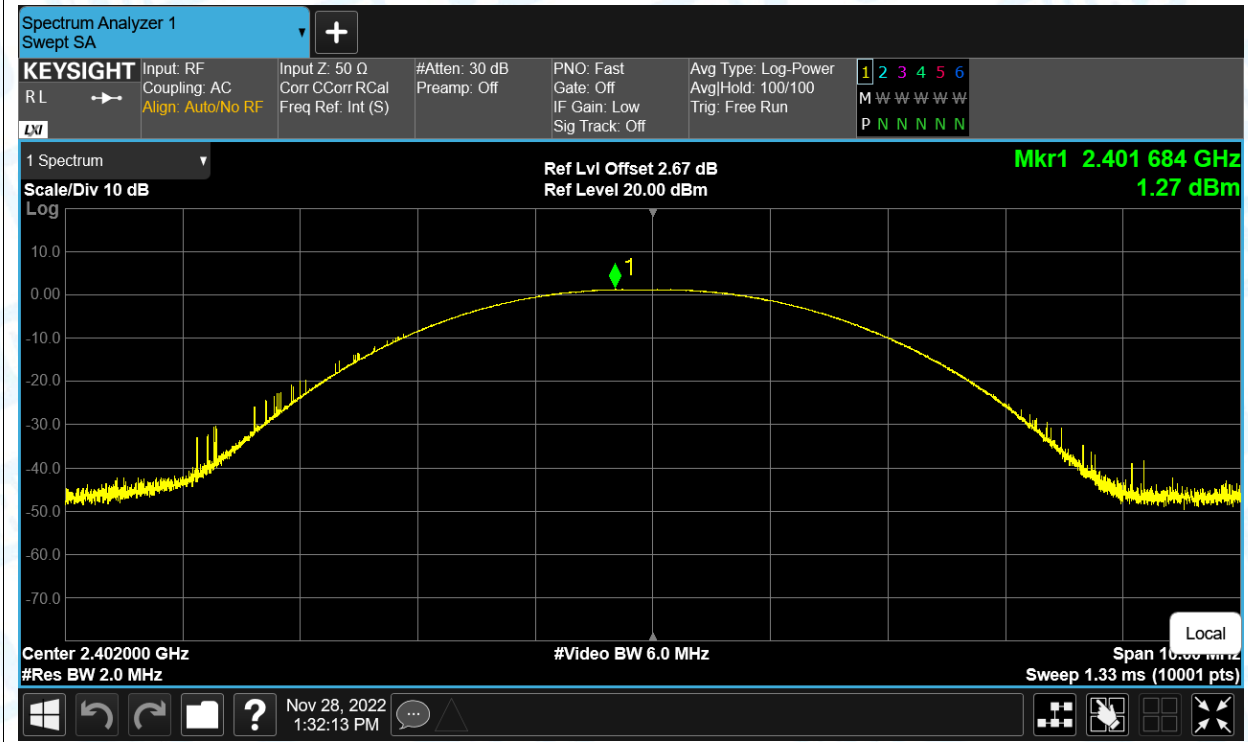 Spectrum Analyzer 1
Swept SA
KEYSIGHT
RL
LXI
Input: RF
Coupling: AC
Align: Auto/No RF
Input Z: 50 Ω
Corr CCorr RCal
Freq Ref: Int (S)
#Atten: 30 dB
Preamp: Off
PNO: Fast
Gate: Off
IF Gain: Low
Sig Track: Off
Avg Type: Log-Power
Avg|Hold: 100/100
Trig: Free Run
1 2 3 4 5 6
M W W W W W
P N N N N N
1 Spectrum
Scale/Div 10 dB
Log
Ref Lvl Offset 2.67 dB
Ref Level 20.00 dBm
Mkr1 2.401 684 GHz
1.27 dBm
1
10.0
0.00
-10.0
-20.0
-30.0
-40.0
-50.0
-60.0
-70.0
Local
Center 2.402000 GHz
#Video BW 6.0 MHz
Span 10.00 MHz
#Res BW 2.0 MHz
Sweep 1.33 ms (10001 pts)
?
Nov 28, 2022
1:32:13 PM